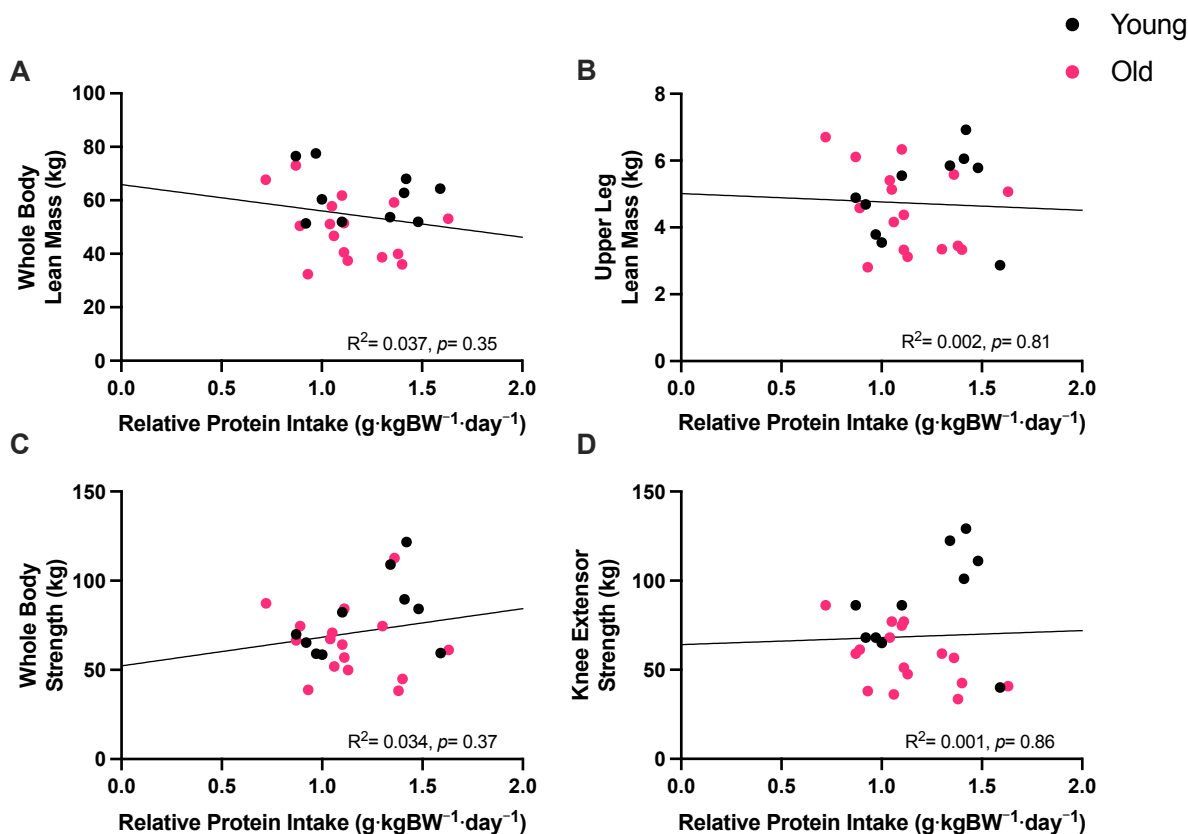 Young
Old
A
Whole Body
Lean Mass (kg)
100
80
60
40
20
0
R²= 0.037, p= 0.35
0.0 0.5 1.0 1.5 2.0
Relative Protein Intake (g·kgBW⁻¹·day⁻¹)
B
Upper Leg
Lean Mass (kg)
8
6
4
2
0
R²= 0.002, p= 0.81
0.0 0.5 1.0 1.5 2.0
Relative Protein Intake (g·kgBW⁻¹·day⁻¹)
C
Whole Body
Strength (kg)
150
100
50
0
R²= 0.034, p= 0.37
0.0 0.5 1.0 1.5 2.0
Relative Protein Intake (g·kgBW⁻¹·day⁻¹)
D
Knee Extensor
Strength (kg)
150
100
50
0
R²= 0.001, p= 0.86
0.0 0.5 1.0 1.5 2.0
Relative Protein Intake (g·kgBW⁻¹·day⁻¹)